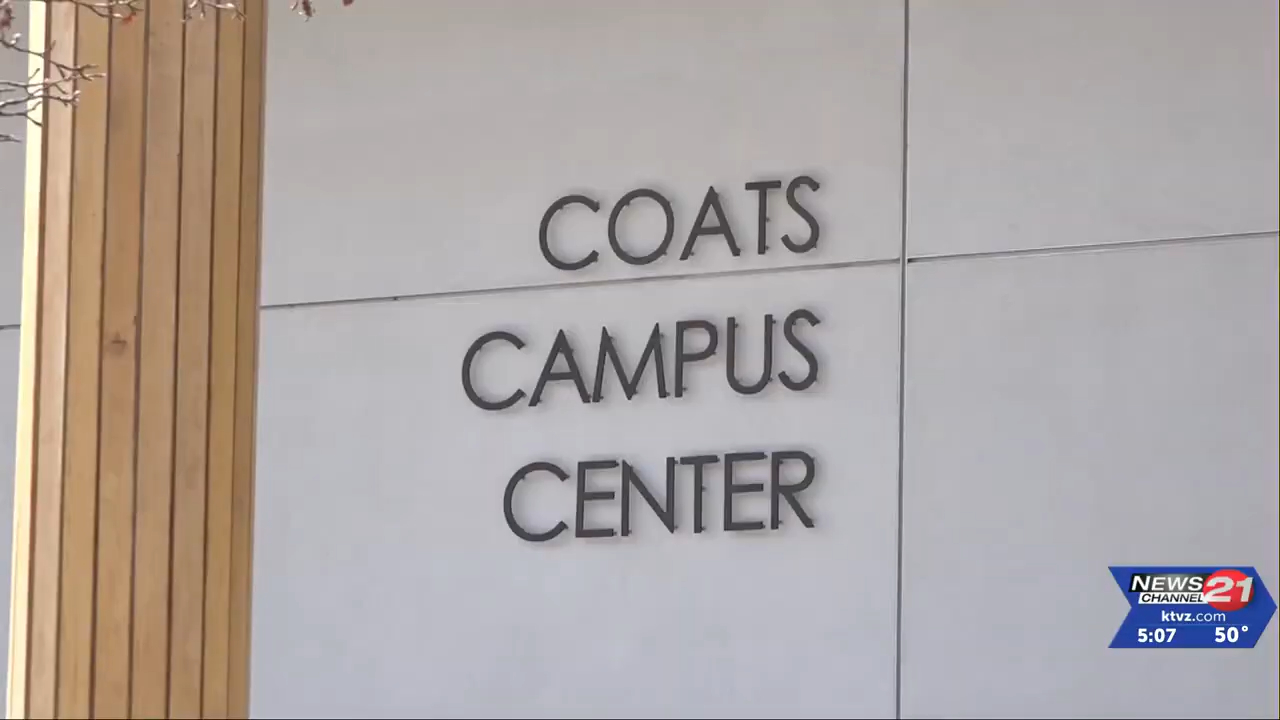 COATS
CAMPUS
CENTER
NEWS 21
CHANNEL
ktvz.com
5:07 50°